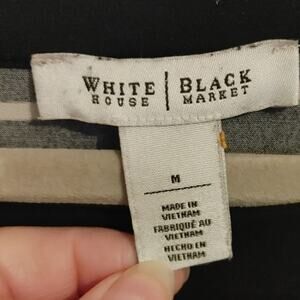 WHITE | BLACK
HOUSE | MARKET
M
MADE IN
VIETNAM
FABRIQUÉ AU
VIETNAM
HECHO EN
VIETNAM